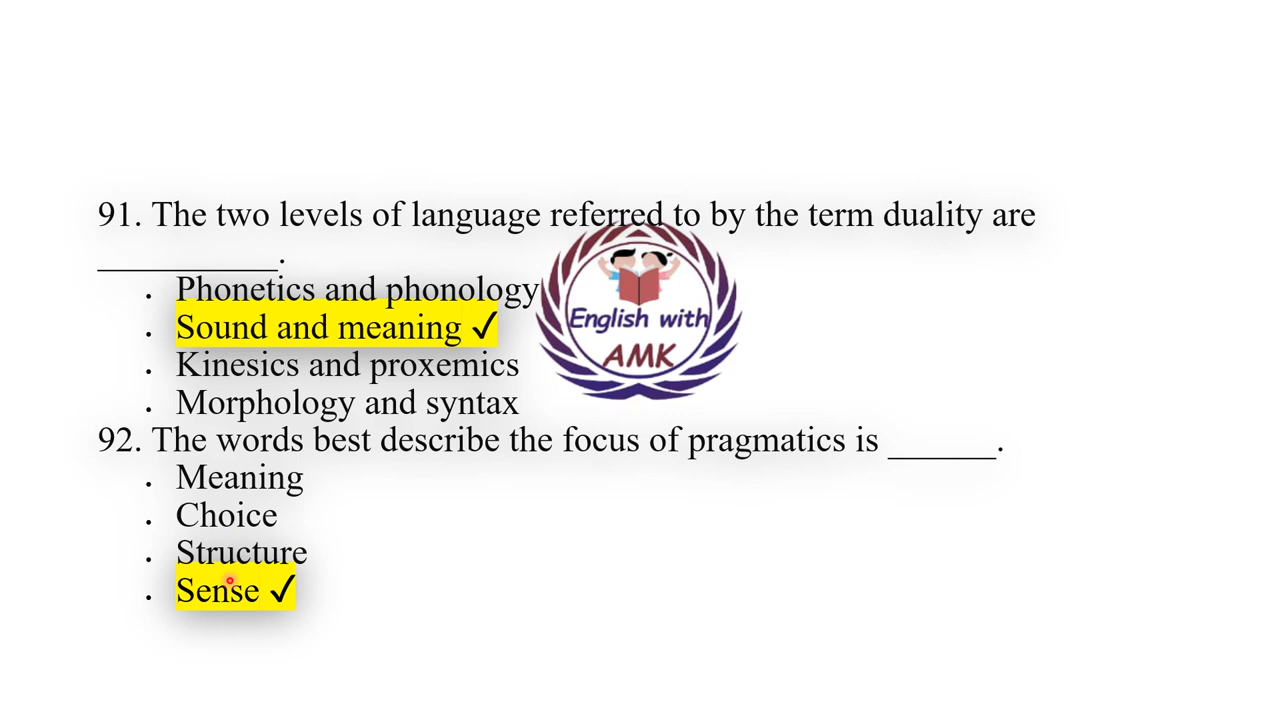 91. The two levels of language referred to by the term duality are
__________.
• Phonetics and phonology
• Sound and meaning ✓
• Kinesics and proxemics
• Morphology and syntax
English with
AMK
92. The words best describe the focus of pragmatics is ______.
• Meaning
• Choice
• Structure
• Sense ✓